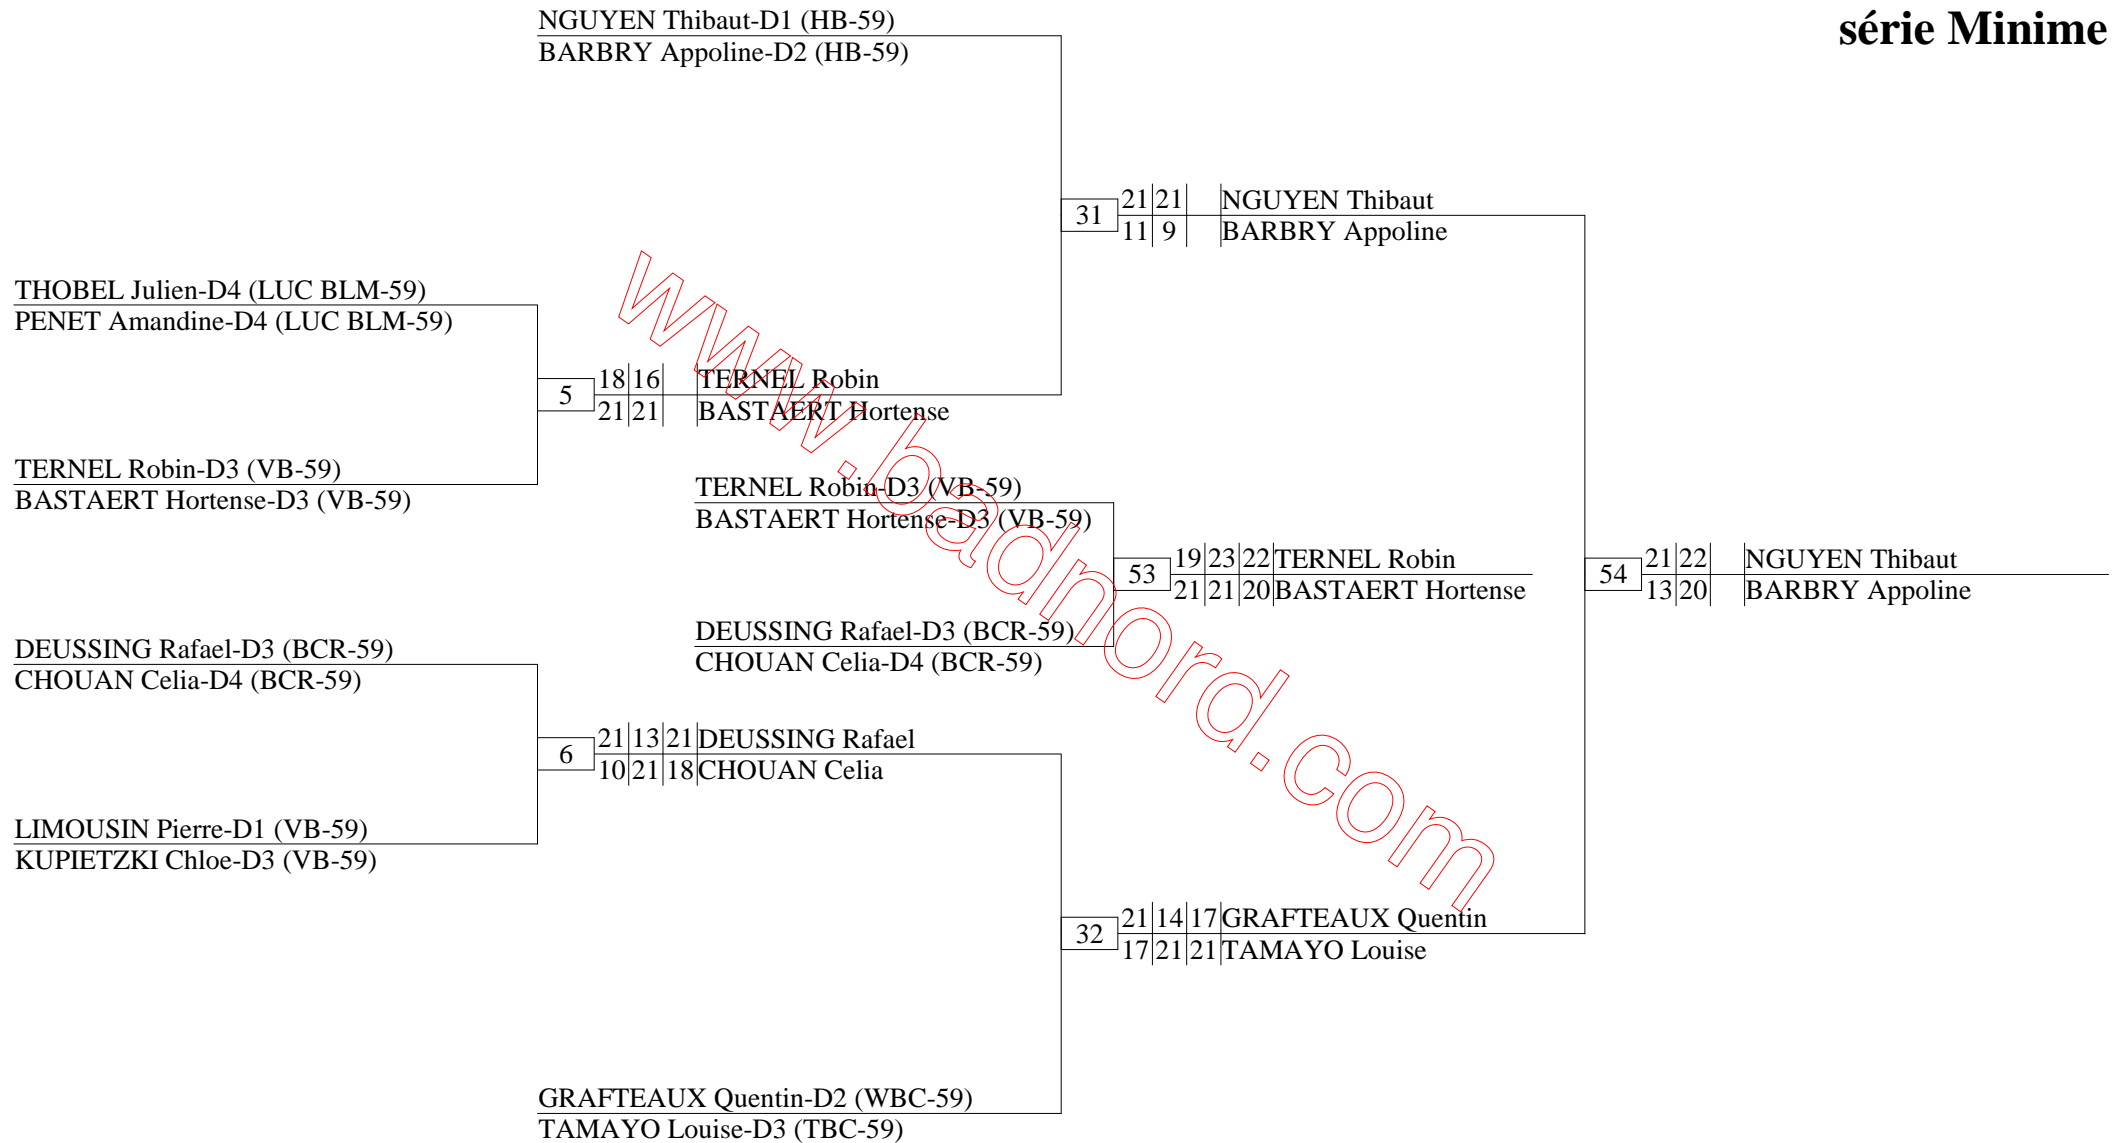 série Minime
NGUYEN Thibaut-D1 (HB-59)
BARBRY Appoline-D2 (HB-59)
31 21 21 NGUYEN Thibaut
11 9 BARBRY Appoline
THOBEL Julien-D4 (LUC BLM-59)
PENET Amandine-D4 (LUC BLM-59)
5 18 16 TERNEL Robin
21 21 BASTAERT Hortense
TERNEL Robin-D3 (VB-59)
BASTAERT Hortense-D3 (VB-59)
TERNEL Robin-D3 (VB-59)
BASTAERT Hortense-D3 (VB-59)
53 19 23 22 TERNEL Robin
21 21 20 BASTAERT Hortense
54 21 22 NGUYEN Thibaut
13 20 BARBRY Appoline
DEUSSING Rafael-D3 (BCR-59)
CHOUAN Celia-D4 (BCR-59)
DEUSSING Rafael-D3 (BCR-59)
CHOUAN Celia-D4 (BCR-59)
6 21 13 21 DEUSSING Rafael
10 21 18 CHOUAN Celia
LIMOUSIN Pierre-D1 (VB-59)
KUPIETZKI Chloe-D3 (VB-59)
32 21 14 17 GRAFTEAUX Quentin
17 21 21 TAMAYO Louise
GRAFTEAUX Quentin-D2 (WBC-59)
TAMAYO Louise-D3 (TBC-59)
www.badnord.com